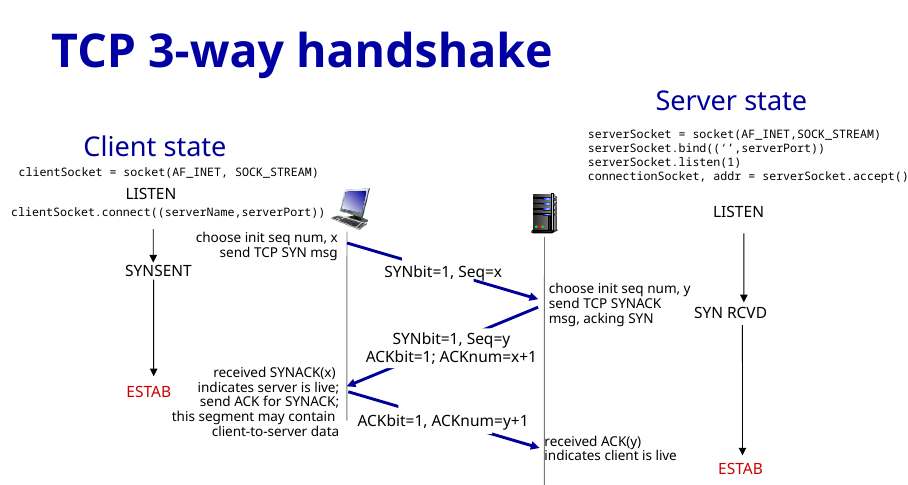 TCP 3-way handshake
Server state
serverSocket = socket(AF_INET,SOCK_STREAM)
serverSocket.bind((‘’,serverPort))
serverSocket.listen(1)
connectionSocket, addr = serverSocket.accept()
LISTEN
Client state
clientSocket = socket(AF_INET, SOCK_STREAM)
LISTEN
clientSocket.connect((serverName,serverPort))
choose init seq num, x
send TCP SYN msg
SYNSENT
SYNbit=1, Seq=x
choose init seq num, y
send TCP SYNACK
msg, acking SYN
SYN RCVD
SYNbit=1, Seq=y
ACKbit=1; ACKnum=x+1
received SYNACK(x)
indicates server is live;
send ACK for SYNACK;
this segment may contain
client-to-server data
ESTAB
ACKbit=1, ACKnum=y+1
received ACK(y)
indicates client is live
ESTAB